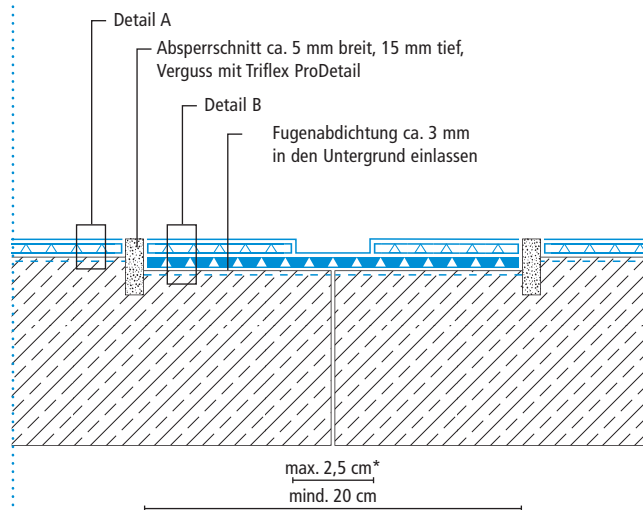 Detail A
Absperrschnitt ca. 5 mm breit, 15 mm tief,
Verguss mit Triflex ProDetail
Detail B
Fugenabdichtung ca. 3 mm
in den Untergrund einlassen
max. 2,5 cm*
mind. 20 cm